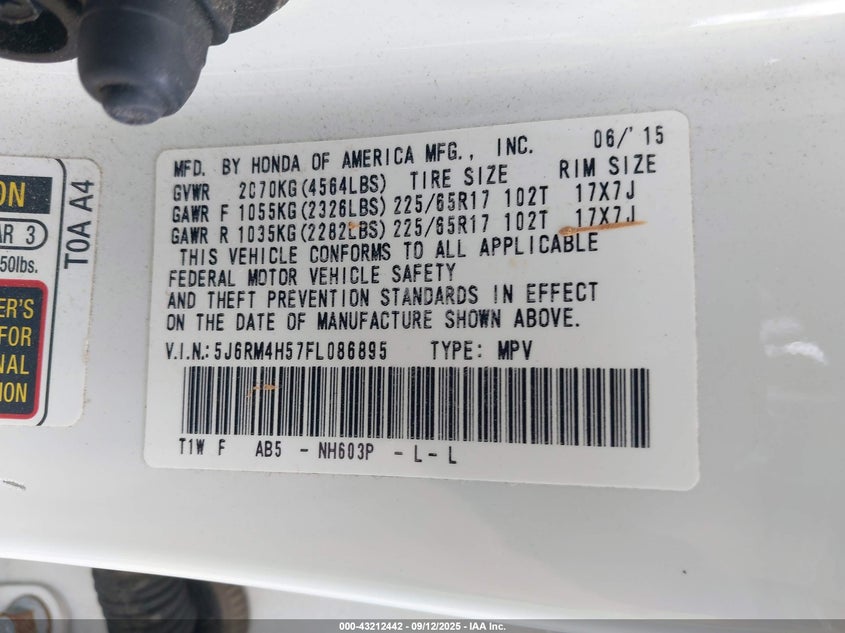 06/'15
MFD. BY HONDA OF AMERICA MFG., INC.
GVWR 2070KG(4564LBS) TIRE SIZE RIM SIZE
GAWR F 1055KG(2326LBS) 225/65R17 102T 17X7J
GAWR R 1035KG(2282LBS) 225/65R17 102T 17X7J
THIS VEHICLE CONFORMS TO ALL APPLICABLE
FEDERAL MOTOR VEHICLE SAFETY
AND THEFT PREVENTION STANDARDS IN EFFECT
ON THE DATE OF MANUFACTURE SHOWN ABOVE.
V.I.N.:5J6RM4H57FL086895 TYPE: MPV
T1W F AB5 - NH603P - L- L
ON
AR 3
50lbs.
T0A A4
ER'S
FOR
NAL
ION
000-43212442 - 09/12/2025 - IAA Inc.